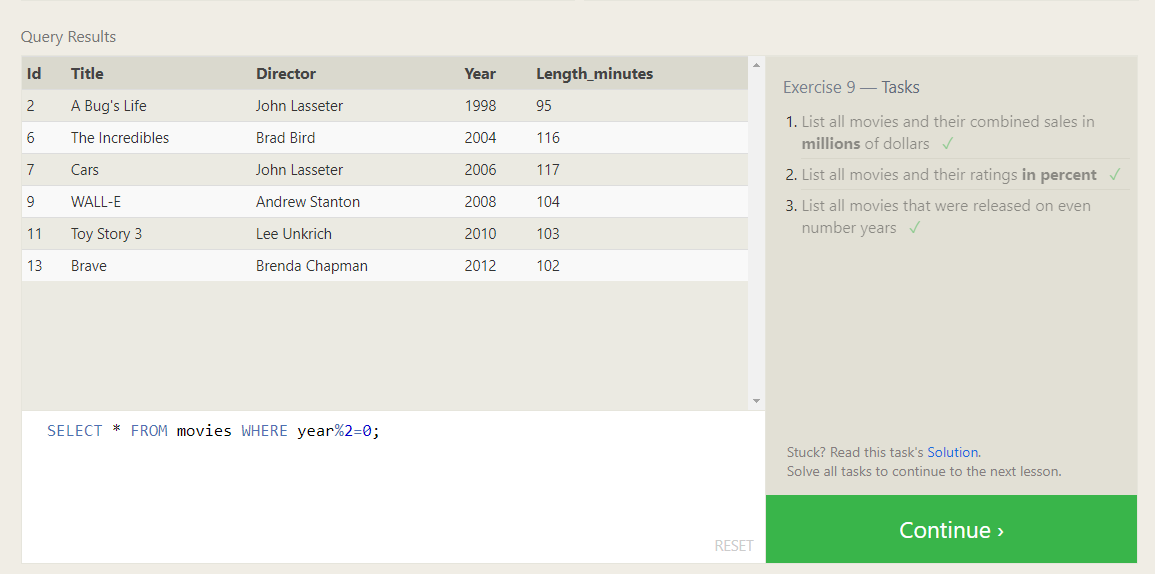 Query Results
Id Title Director Year Length_minutes
2 A Bug's Life John Lasseter 1998 95
6 The Incredibles Brad Bird 2004 116
7 Cars John Lasseter 2006 117
9 WALL-E Andrew Stanton 2008 104
11 Toy Story 3 Lee Unkrich 2010 103
13 Brave Brenda Chapman 2012 102
SELECT * FROM movies WHERE year%2=0;
RESET
Exercise 9 — Tasks
1. List all movies and their combined sales in
millions of dollars ✓
2. List all movies and their ratings in percent ✓
3. List all movies that were released on even
number years ✓
Stuck? Read this task's Solution.
Solve all tasks to continue to the next lesson.
Continue ›